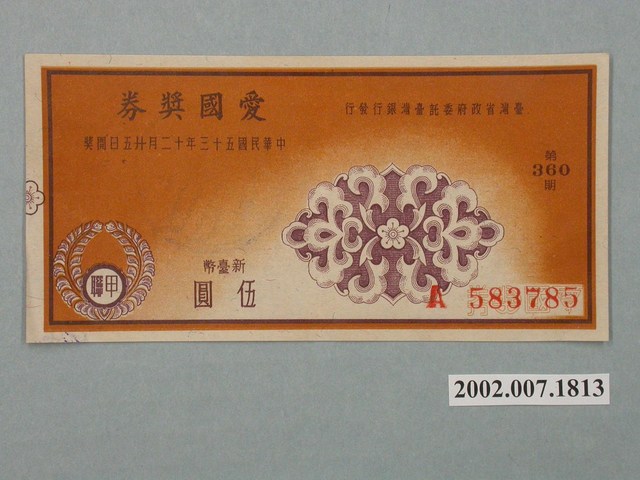 臺灣省政府委託臺灣銀行發行
愛國獎券
中華民國五十三年十二月廿五日開獎
第
360
期
新臺幣
伍圓
甲聯
A 583785
2002.007.1813